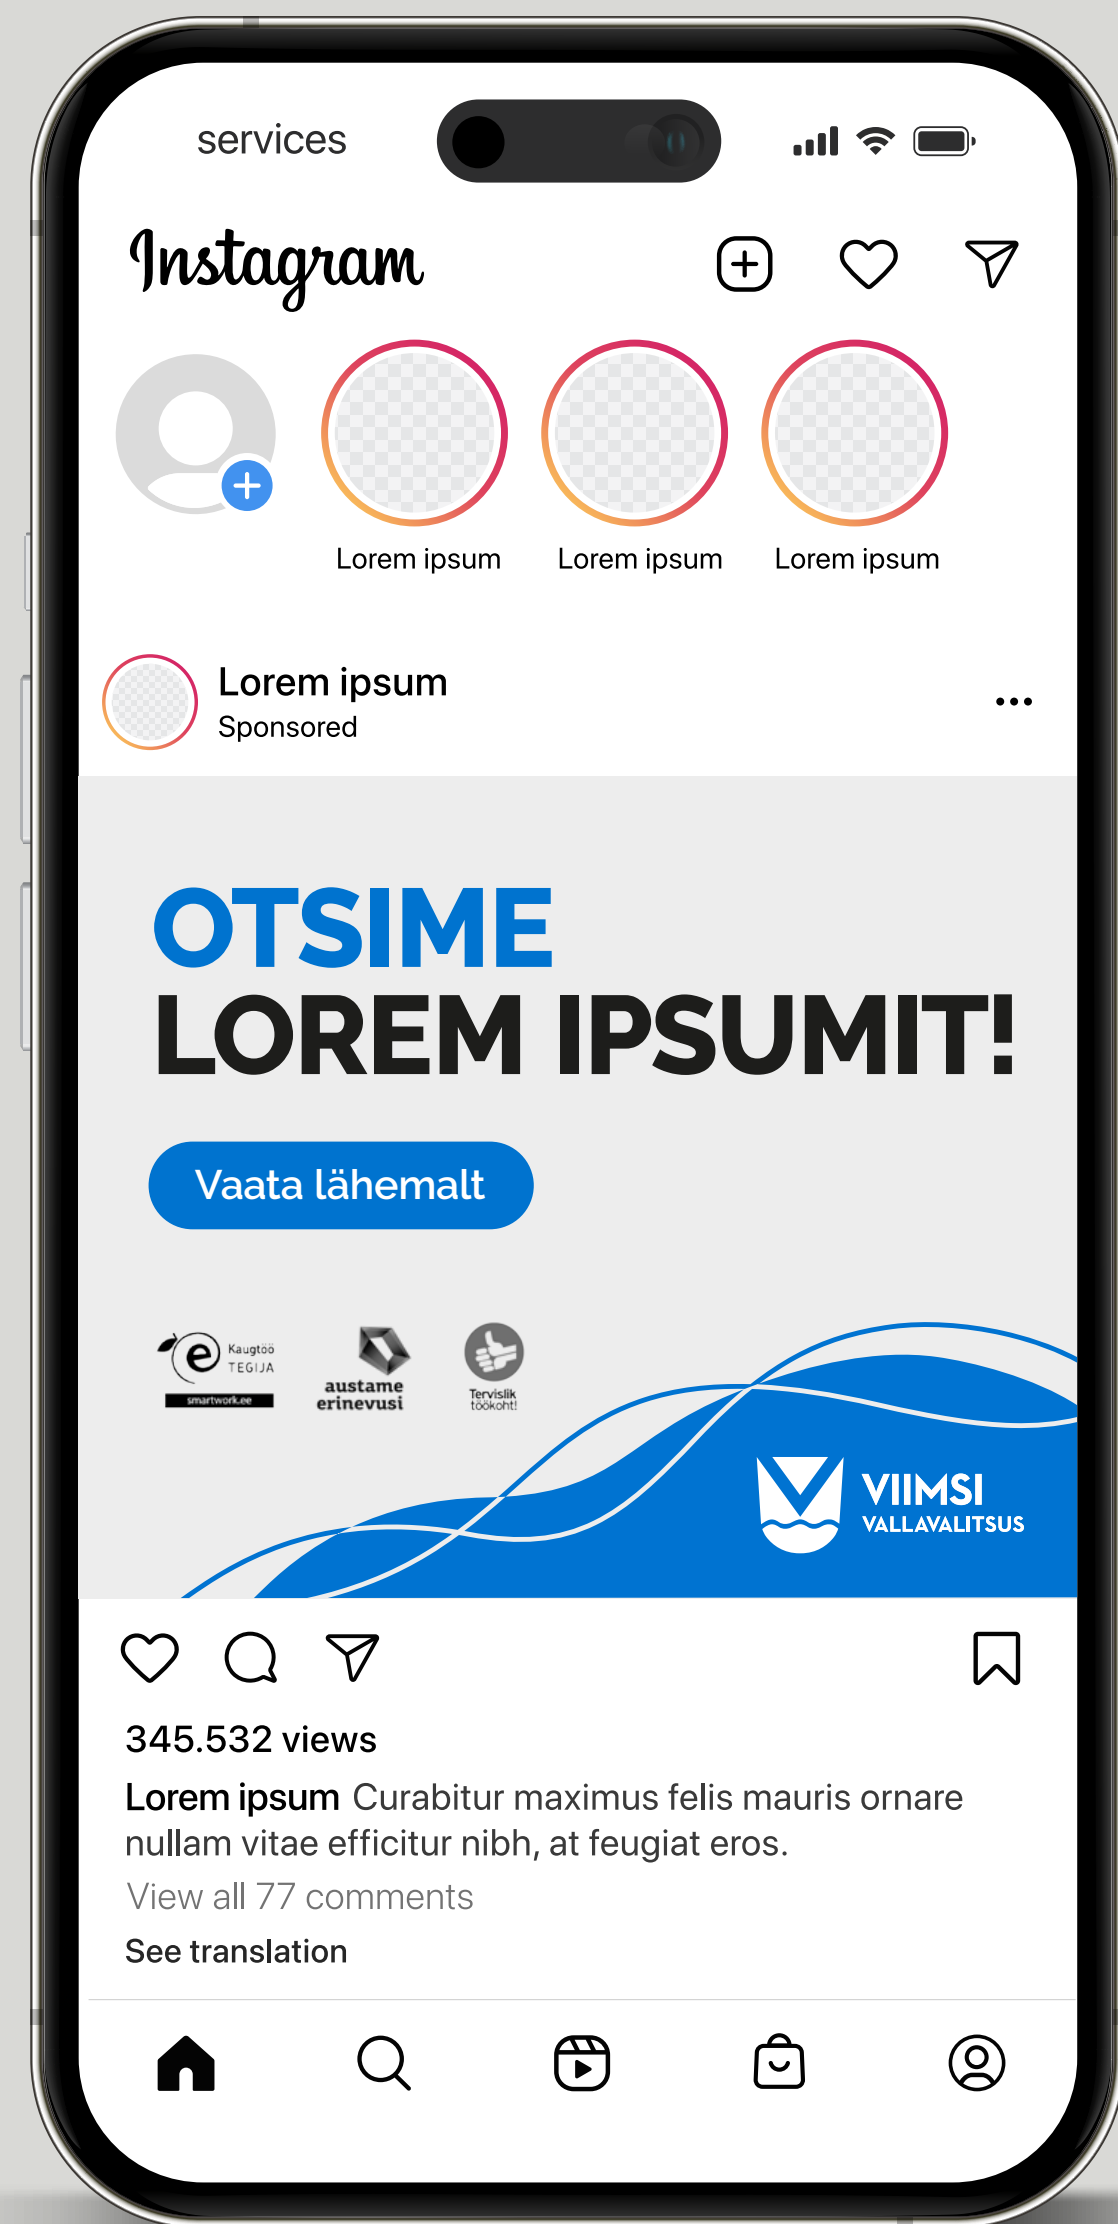 services
Instagram
Lorem ipsum Lorem ipsum Lorem ipsum
Lorem ipsum
Sponsored
OTSIME
LOREM IPSUMIT!
Vaata lähemalt
e Kaugtöö
TEGIJA
smartwork.ee
austame
erinevusi
Tervislik
töökoht!
VIIMSI
VALLAVALITSUS
345.532 views
Lorem ipsum Curabitur maximus felis mauris ornare
nullam vitae efficitur nibh, at feugiat eros.
View all 77 comments
See translation